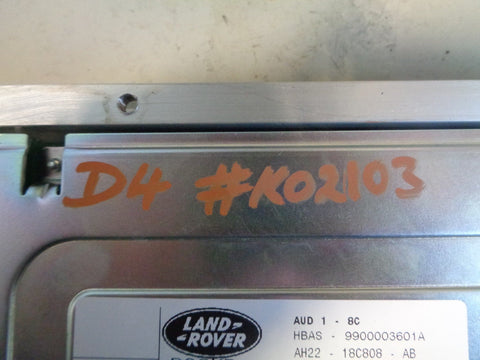 D4 #K02103
LAND-
-ROVER
AUD 1 - 8C
HBAS - 9900003601A
AH22 - 18C808 - AB